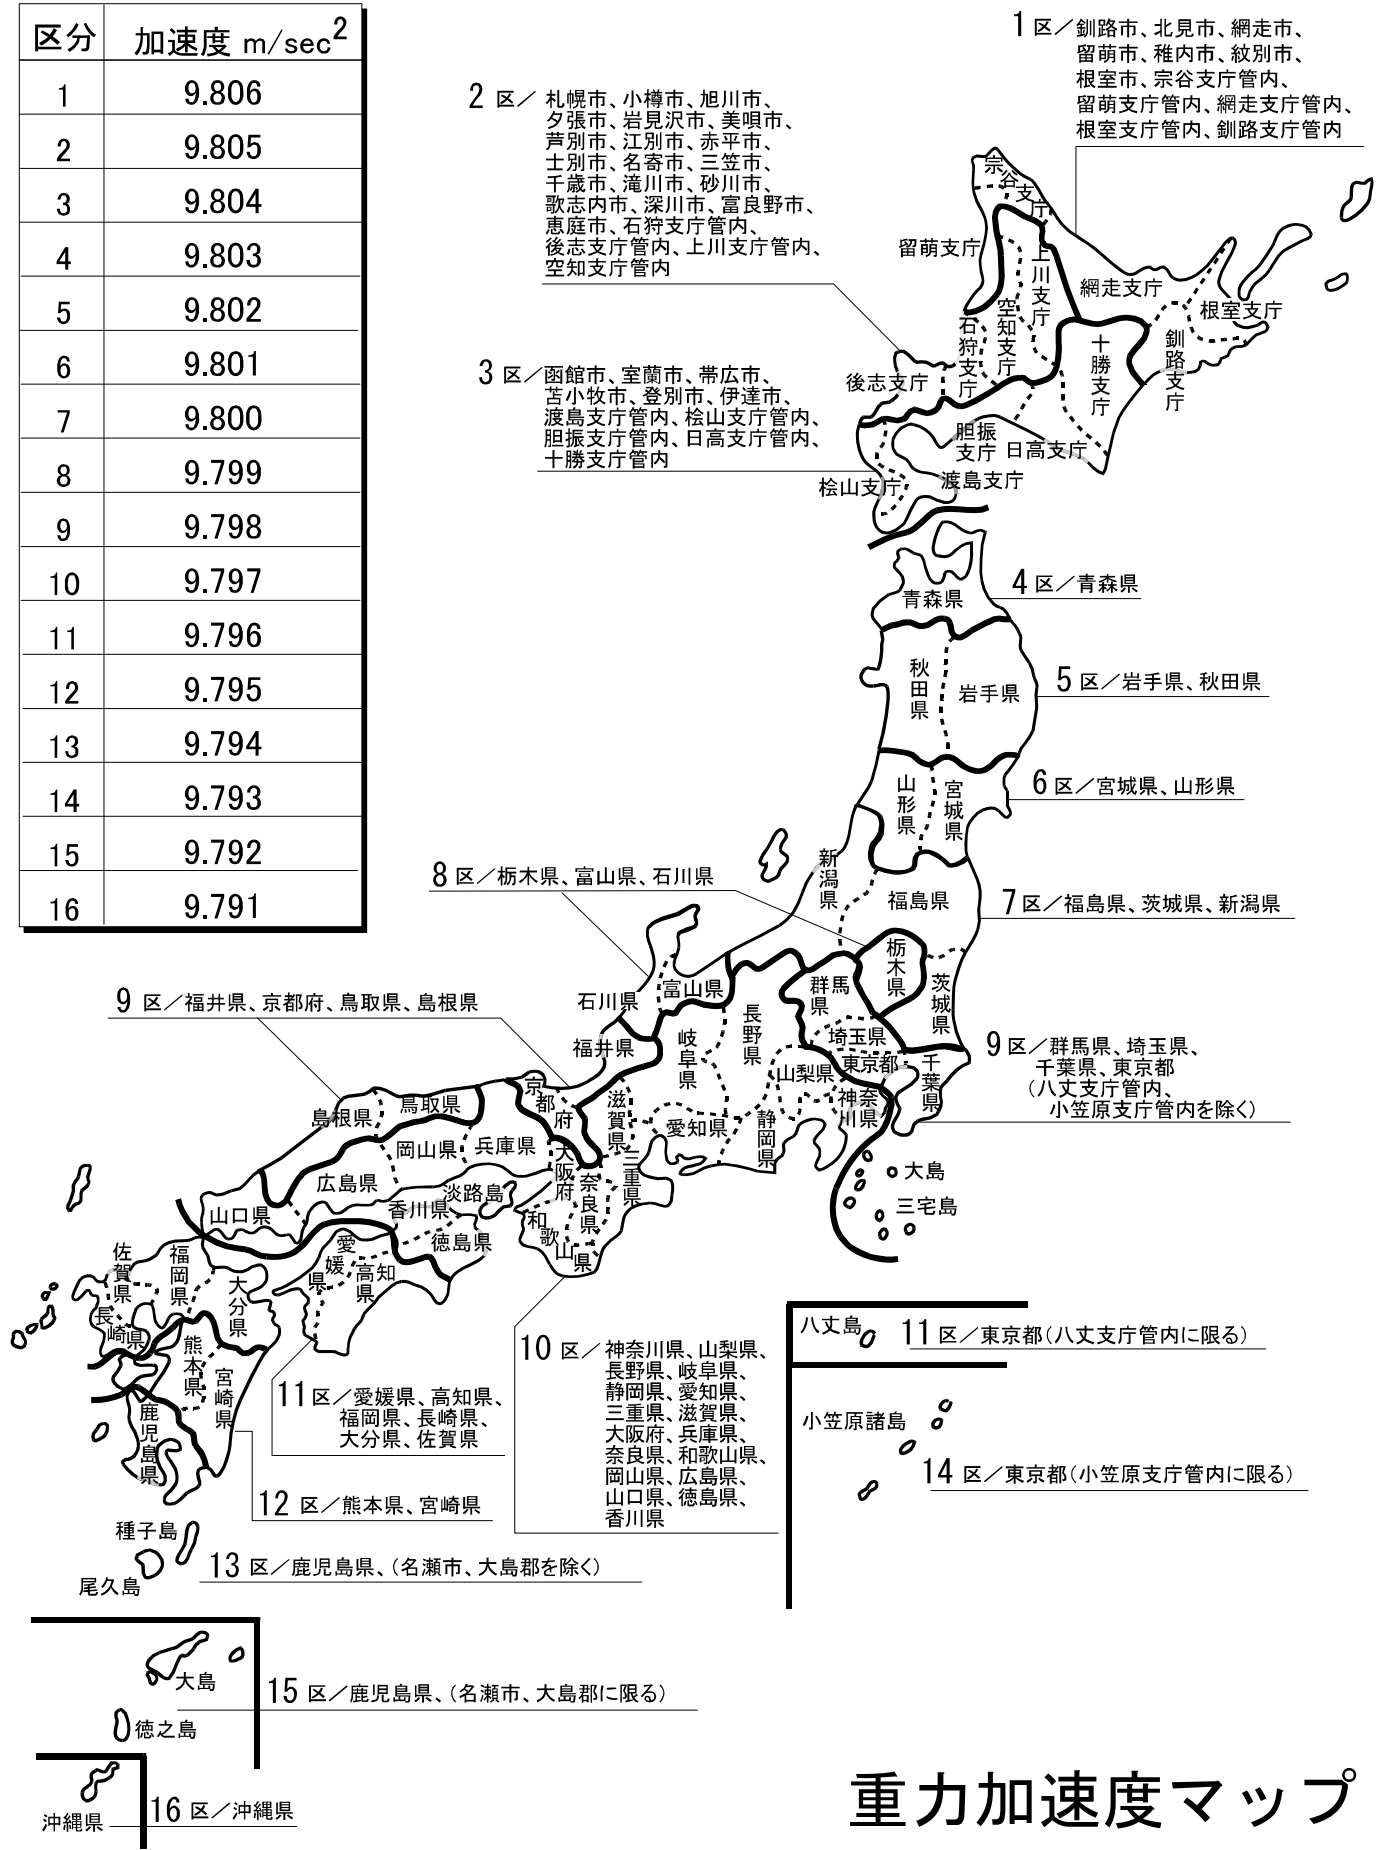 区分 加速度 m/sec2
1 9.806
2 9.805
3 9.804
4 9.803
5 9.802
6 9.801
7 9.800
8 9.799
9 9.798
10 9.797
11 9.796
12 9.795
13 9.794
14 9.793
15 9.792
16 9.791
1 区／釧路市、北見市、網走市、
留萌市、稚内市、紋別市、
根室市、宗谷支庁管内、
留萌支庁管内、網走支庁管内、
根室支庁管内、釧路支庁管内
2 区／ 札幌市、小樽市、旭川市、
夕張市、岩見沢市、美唄市、
芦別市、江別市、赤平市、
士別市、名寄市、三笠市、
千歳市、滝川市、砂川市、
歌志内市、深川市、富良野市、
恵庭市、石狩支庁管内、
後志支庁管内、上川支庁管内、
空知支庁管内
3 区／函館市、室蘭市、帯広市、
苫小牧市、登別市、伊達市、
渡島支庁管内、桧山支庁管内、
胆振支庁管内、日高支庁管内、
十勝支庁管内
宗谷支庁
留萌支庁
上川支庁
網走支庁
根室支庁
空知支庁
石狩支庁
釧路支庁
十勝支庁
後志支庁
胆振
支庁
日高支庁
渡島支庁
桧山支庁
4 区／青森県
青森県
秋田県
岩手県
5 区／岩手県、秋田県
山形県
宮城県
6 区／宮城県、山形県
新潟県
福島県
7 区／福島県、茨城県、新潟県
8 区／栃木県、富山県、石川県
栃木県
茨城県
群馬
県
富山県
石川県
長野県
岐阜県
埼玉県
東京都
千葉県
山梨県
神奈
川県
福井県
9 区／福井県、京都府、鳥取県、島根県
9 区／群馬県、埼玉県、
千葉県、東京都
（八丈支庁管内、
小笠原支庁管内を除く）
京都府
滋賀県
愛知県
静岡県
島根県
鳥取県
岡山県
兵庫県
大阪府
奈良県
三重県
広島県
淡路島
和歌山県
山口県
香川県
徳島県
愛媛県
高知
県
大島
三宅島
佐賀県
福岡県
大分県
長崎県
熊本県
宮崎県
鹿児島県
八丈島
11 区／東京都（八丈支庁管内に限る）
10 区／ 神奈川県、山梨県、
長野県、岐阜県、
静岡県、愛知県、
三重県、滋賀県、
大阪府、兵庫県、
奈良県、和歌山県、
岡山県、広島県、
山口県、徳島県、
香川県
11 区／愛媛県、高知県、
福岡県、長崎県、
大分県、佐賀県
小笠原諸島
14 区／東京都（小笠原支庁管内に限る）
12 区／熊本県、宮崎県
種子島
尾久島
13 区／鹿児島県、（名瀬市、大島郡を除く）
大島
15 区／鹿児島県、（名瀬市、大島郡に限る）
徳之島
沖縄県
16 区／沖縄県
重力加速度マップ